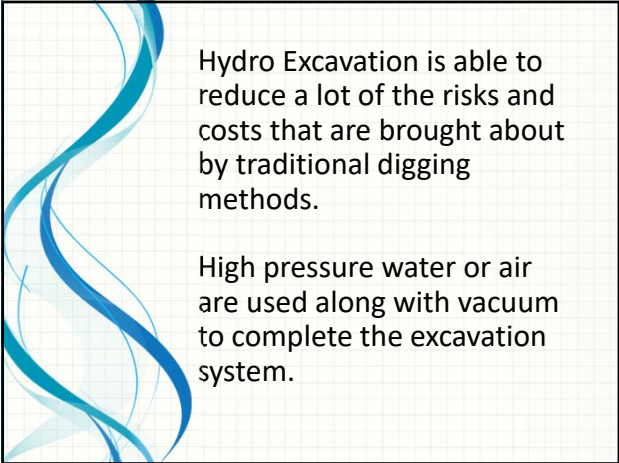 Hydro Excavation is able to
reduce a lot of the risks and
costs that are brought about
by traditional digging
methods.
High pressure water or air
are used along with vacuum
to complete the excavation
system.